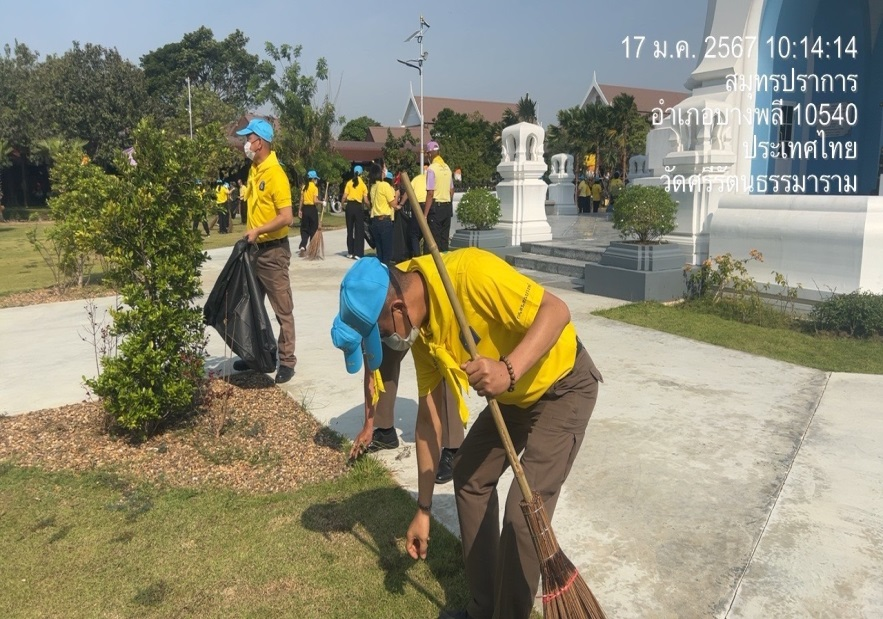 17 ม.ค. 2567 10:14:14
สมุทรปราการ
อำเภอบางพลี 10540
ประเทศไทย
วัดศรีรัตนธรรมาราม